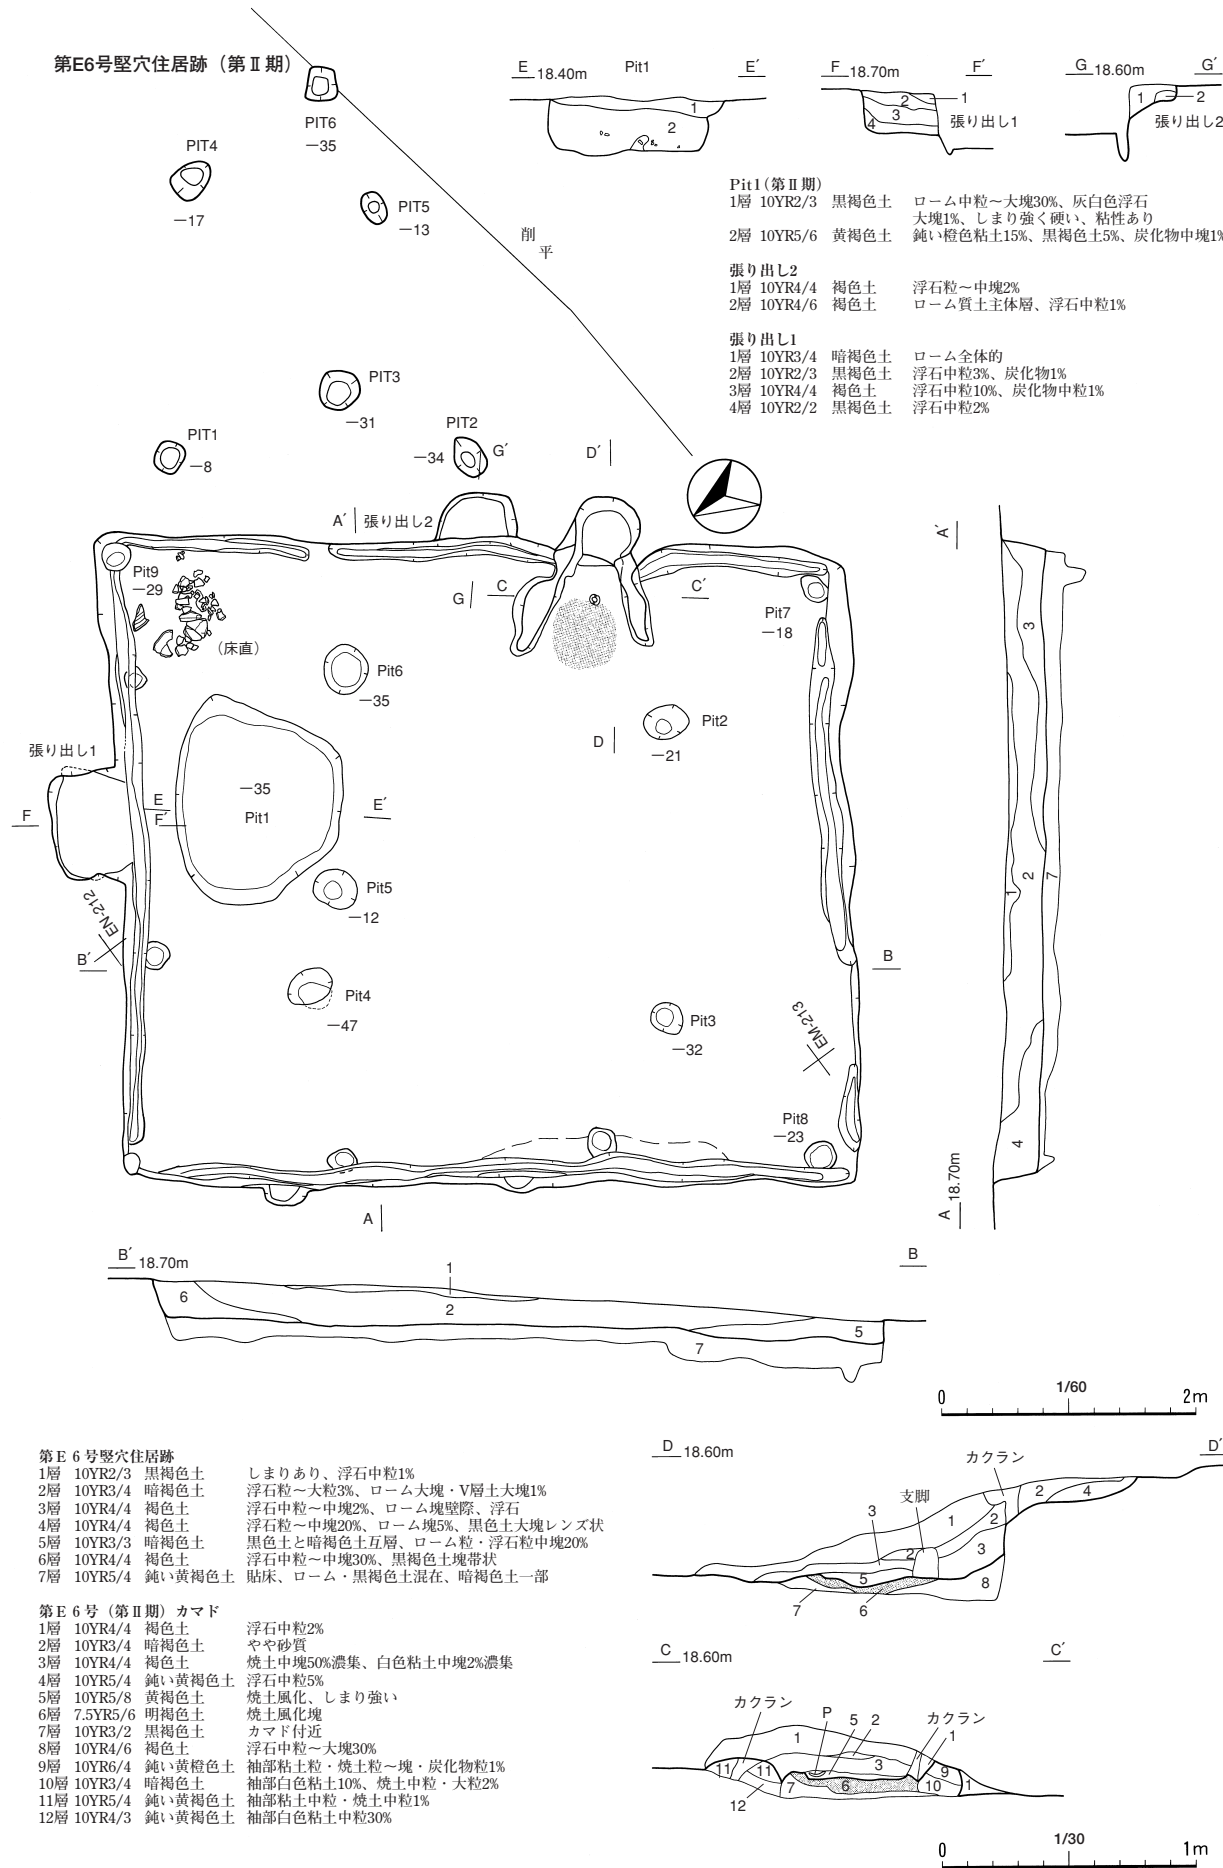 第E6号竪穴住居跡（第Ⅱ期）
PIT6
－35
PIT4
－17
PIT5
－13
削
平
E 18.40m Pit1 E´
1
2
F 18.70m F´
2 1
3
4
張り出し1
G 18.60m G´
1 2
張り出し2
Pit1（第Ⅱ期）
1層 10YR2/3 黒褐色土 ローム中粒～大塊30%、灰白色浮石
大塊1%、しまり強く硬い、粘性あり
2層 10YR5/6 黄褐色土 鈍い橙色粘土15%、黒褐色土5%、炭化物中塊1%
張り出し2
1層 10YR4/4 褐色土 浮石粒～中塊2%
2層 10YR4/6 褐色土 ローム質土主体層、浮石中粒1%
張り出し1
1層 10YR3/4 暗褐色土 ローム全体的
2層 10YR2/3 黒褐色土 浮石中粒3%、炭化物1%
3層 10YR4/4 褐色土 浮石中粒10%、炭化物中粒1%
4層 10YR2/2 黒褐色土 浮石中粒2%
PIT3
－31
PIT1
－8
PIT2
－34
G´
D´
A´ 張り出し2
Pit9
－29
（床直）
G C C´
Pit7
－18
Pit6
－35
Pit2
－21
D
張り出し1
－35
Pit1
E E´
F F´
Pit5
－12
EN-212
B´ B
Pit4
－47
Pit3
－32
EM-213
Pit8
－23
A
A´
3
2
1
7
4
A 18.70m
B´ 18.70m B
1
6 2
5
7
0 1/60 2m
第E6号竪穴住居跡
1層 10YR2/3 黒褐色土 しまりあり、浮石中粒1%
2層 10YR3/4 暗褐色土 浮石粒～大粒3%、ローム大塊・V層土大塊1%
3層 10YR4/4 褐色土 浮石中粒～中塊2%、ローム塊壁際、浮石
4層 10YR4/4 褐色土 浮石粒～中塊20%、ローム塊5%、黒色土大塊レンズ状
5層 10YR3/3 暗褐色土 黒色土と暗褐色土互層、ローム粒・浮石粒中塊20%
6層 10YR4/4 褐色土 浮石中粒～中塊30%、黒褐色土塊帯状
7層 10YR5/4 鈍い黄褐色土 貼床、ローム・黒褐色土混在、暗褐色土一部
第E6号（第Ⅱ期）カマド
1層 10YR4/4 褐色土 浮石中粒2%
2層 10YR3/4 暗褐色土 やや砂質
3層 10YR4/4 褐色土 焼土中塊50%濃集、白色粘土中塊2%濃集
4層 10YR5/4 鈍い黄褐色土 浮石中粒5%
5層 10YR5/8 黄褐色土 焼土風化、しまり強い
6層 7.5YR5/6 明褐色土 焼土風化塊
7層 10YR3/2 黒褐色土 カマド付近
8層 10YR4/6 褐色土 浮石中粒～大塊30%
9層 10YR6/4 鈍い黄橙色土 袖部粘土粒・焼土粒～塊・炭化物粒1%
10層 10YR3/4 暗褐色土 袖部白色粘土10%、焼土中粒・大粒2%
11層 10YR5/4 鈍い黄褐色土 袖部粘土中粒・焼土中粒1%
12層 10YR4/3 鈍い黄褐色土 袖部白色粘土中粒30%
D 18.60m D´
カクラン
支脚
3 1 2 2 4
2 3
5 8
7 6
C 18.60m C´
カクラン P 5 2 カクラン
1 1
11 11 3 9
7 6 10 1
12
0 1/30 1m